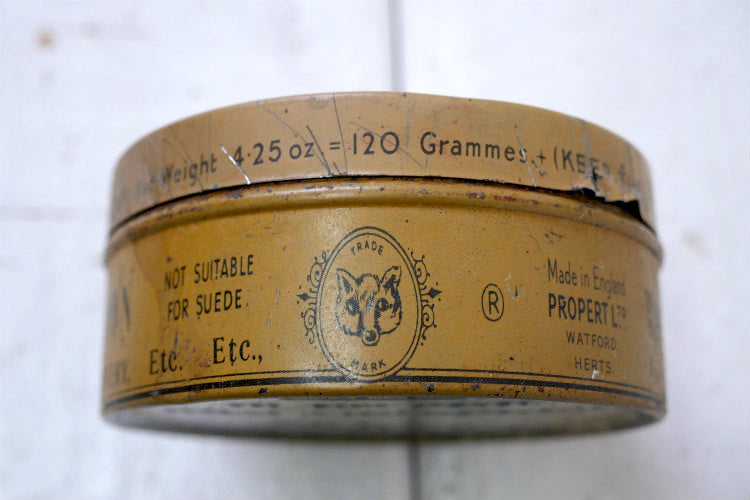 Net Weight 4·25 oz = 120 Grammes + (KEEP
NOT SUITABLE
FOR SUEDE
Etc. Etc.,
TRADE
MARK
®
Made in England
PROPERT LTD.
WATFORD
HERTS.